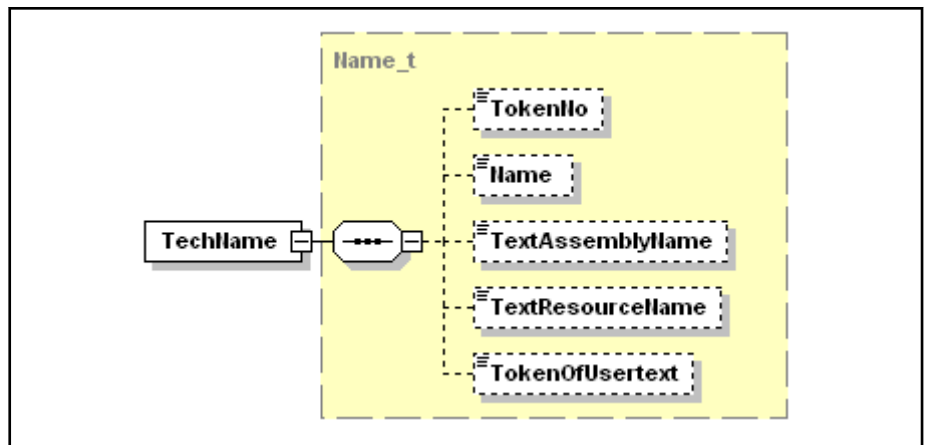 Name_t
TokenNo
Name
TechName
TextAssemblyName
TextResourceName
TokenOfUsertext